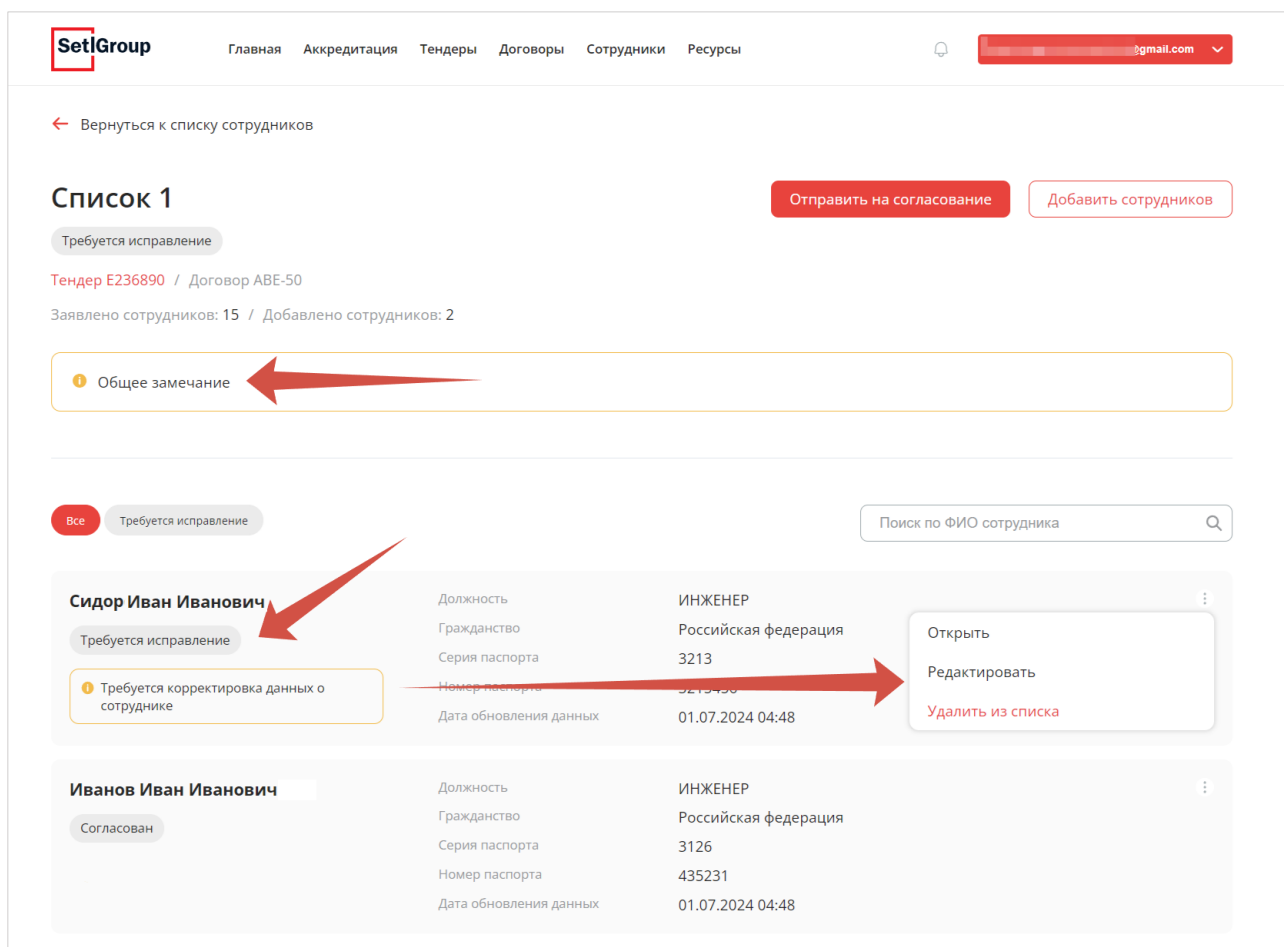 SetlGroup
Главная Аккредитация Тендеры Договоры Сотрудники Ресурсы
@gmail.com
Вернуться к списку сотрудников
Список 1
Отправить на согласование
Добавить сотрудников
Требуется исправление
Тендер E236890 / Договор АВЕ-50
Заявлено сотрудников: 15 / Добавлено сотрудников: 2
Общее замечание
Все
Требуется исправление
Поиск по ФИО сотрудника
Сидор Иван Иванович
Требуется исправление
Требуется корректировка данных о
сотруднике
Должность ИНЖЕНЕР
Гражданство Российская федерация
Серия паспорта 3213
Номер паспорта
Дата обновления данных 01.07.2024 04:48
Открыть
Редактировать
Удалить из списка
Иванов Иван Иванович
Согласован
Должность ИНЖЕНЕР
Гражданство Российская федерация
Серия паспорта 3126
Номер паспорта 435231
Дата обновления данных 01.07.2024 04:48